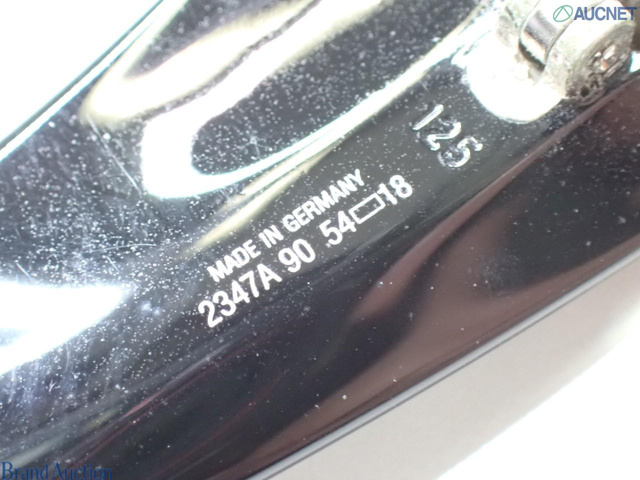 AUCNET
125
MADE IN GERMANY
2347A 90 54▭18
Brand Auction